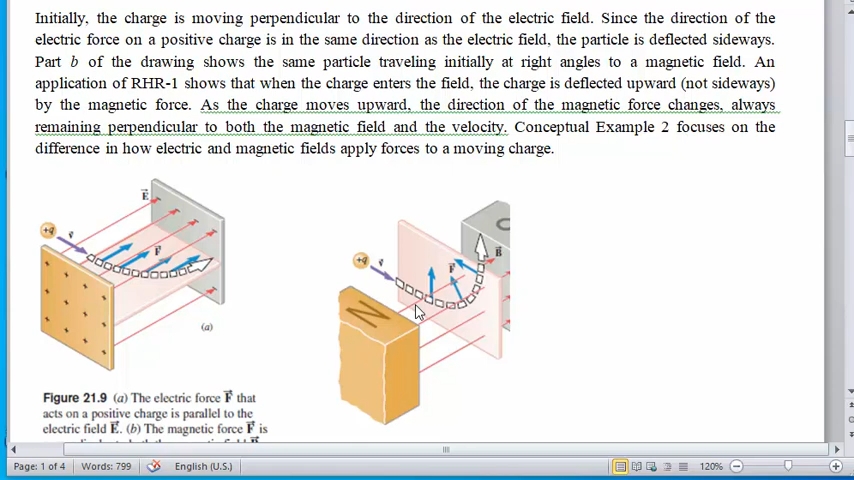 Initially, the charge is moving perpendicular to the direction of the electric field. Since the direction of the
electric force on a positive charge is in the same direction as the electric field, the particle is deflected sideways.
Part b of the drawing shows the same particle traveling initially at right angles to a magnetic field. An
application of RHR-1 shows that when the charge enters the field, the charge is deflected upward (not sideways)
by the magnetic force. As the charge moves upward, the direction of the magnetic force changes, always
remaining perpendicular to both the magnetic field and the velocity. Conceptual Example 2 focuses on the
difference in how electric and magnetic fields apply forces to a moving charge.
E
+q
v
F
(a)
+q
v
F
B
N
Figure 21.9 (a) The electric force F that
acts on a positive charge is parallel to the
electric field E. (b) The magnetic force F is
Page: 1 of 4
Words: 799
English (U.S.)
120%